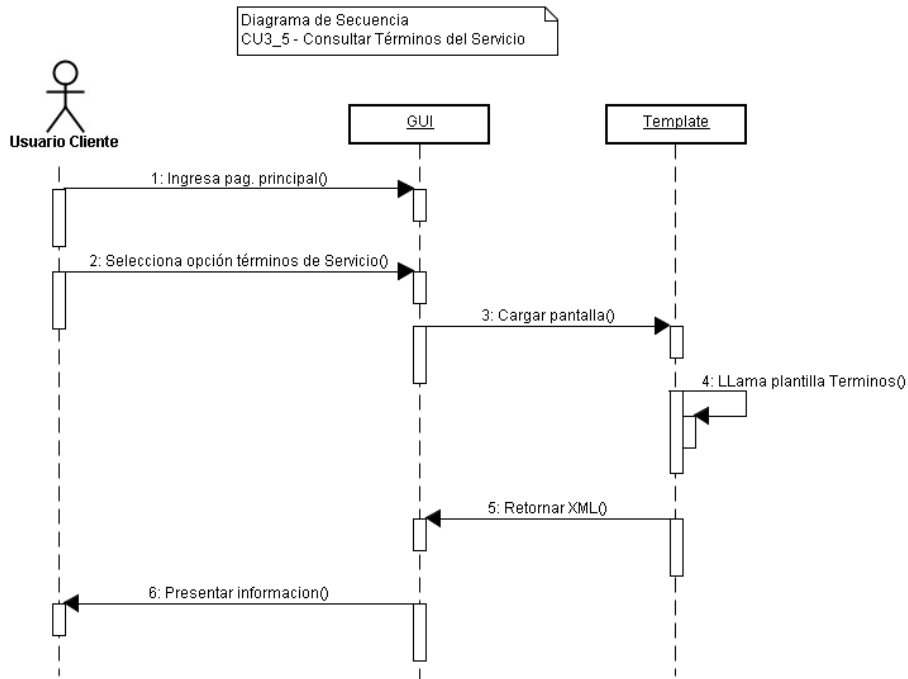 Diagrama de Secuencia
CU3_5 - Consultar Términos del Servicio
Usuario Cliente
GUI
Template
1: Ingresa pag. principal()
2: Selecciona opción términos de Servicio()
3: Cargar pantalla()
4: LLama plantilla Terminos()
5: Retornar XML()
6: Presentar informacion()